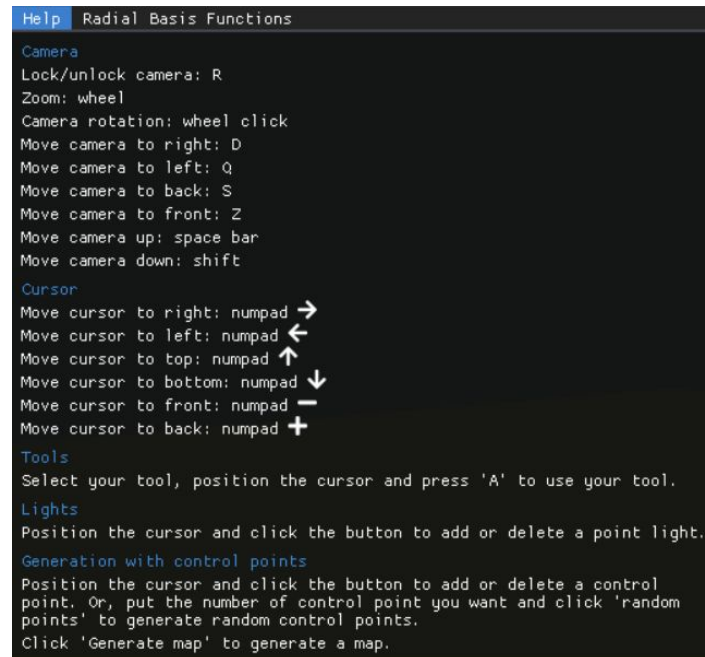 Help Radial Basis Functions
Camera
Lock/unlock camera: R
Zoom: wheel
Camera rotation: wheel click
Move camera to right: D
Move camera to left: Q
Move camera to back: S
Move camera to front: Z
Move camera up: space bar
Move camera down: shift
Cursor
Move cursor to right: numpad →
Move cursor to left: numpad ←
Move cursor to top: numpad ↑
Move cursor to bottom: numpad ↓
Move cursor to front: numpad −
Move cursor to back: numpad +
Tools
Select your tool, position the cursor and press 'A' to use your tool.
Lights
Position the cursor and click the button to add or delete a point light.
Generation with control points
Position the cursor and click the button to add or delete a control
point. Or, put the number of control point you want and click 'random
points' to generate random control points.
Click 'Generate map' to generate a map.